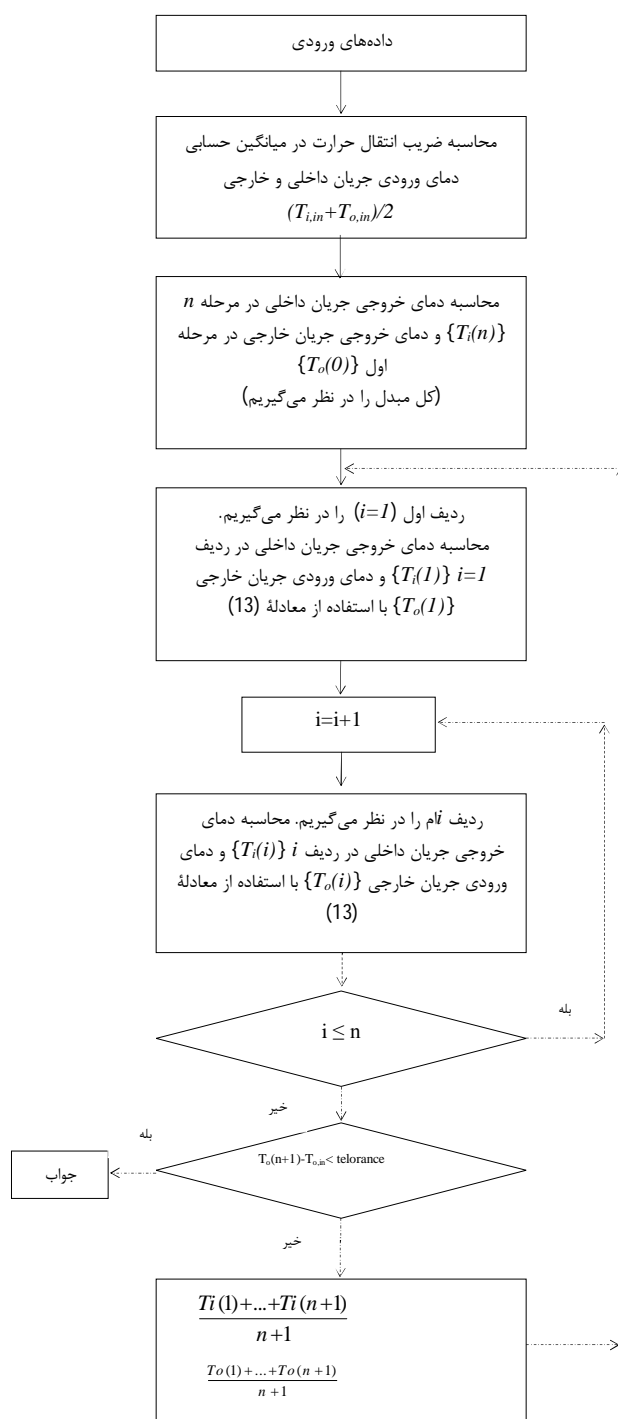 داده‌های ورودی
محاسبه ضریب انتقال حرارت در میانگین حسابی
دمای ورودی جریان داخلی و خارجی
(T_{i,in}+T_{o,in})/2
محاسبه دمای خروجی جریان داخلی در مرحله n
{T_i(n)} و دمای خروجی جریان خارجی در مرحله
اول {T_o(0)}
(کل مبدل را در نظر می‌گیریم)
ردیف اول (i=1) را در نظر می‌گیریم.
محاسبه دمای خروجی جریان داخلی در ردیف
i=1 {T_i(1)} و دمای ورودی جریان خارجی
{T_o(1)} با استفاده از معادلهٔ (13)
i=i+1
ردیف iام را در نظر می‌گیریم. محاسبه دمای
خروجی جریان داخلی در ردیف i {T_i(i)} و دمای
ورودی جریان خارجی {T_o(i)} با استفاده از معادلهٔ
(13)
i ≤ n
بله
خیر
T_o(n+1)-T_{o,in}< telorance
بله
جواب
خیر
Ti(1)+...+Ti(n+1)
n+1
To(1)+...+To(n+1)
n+1